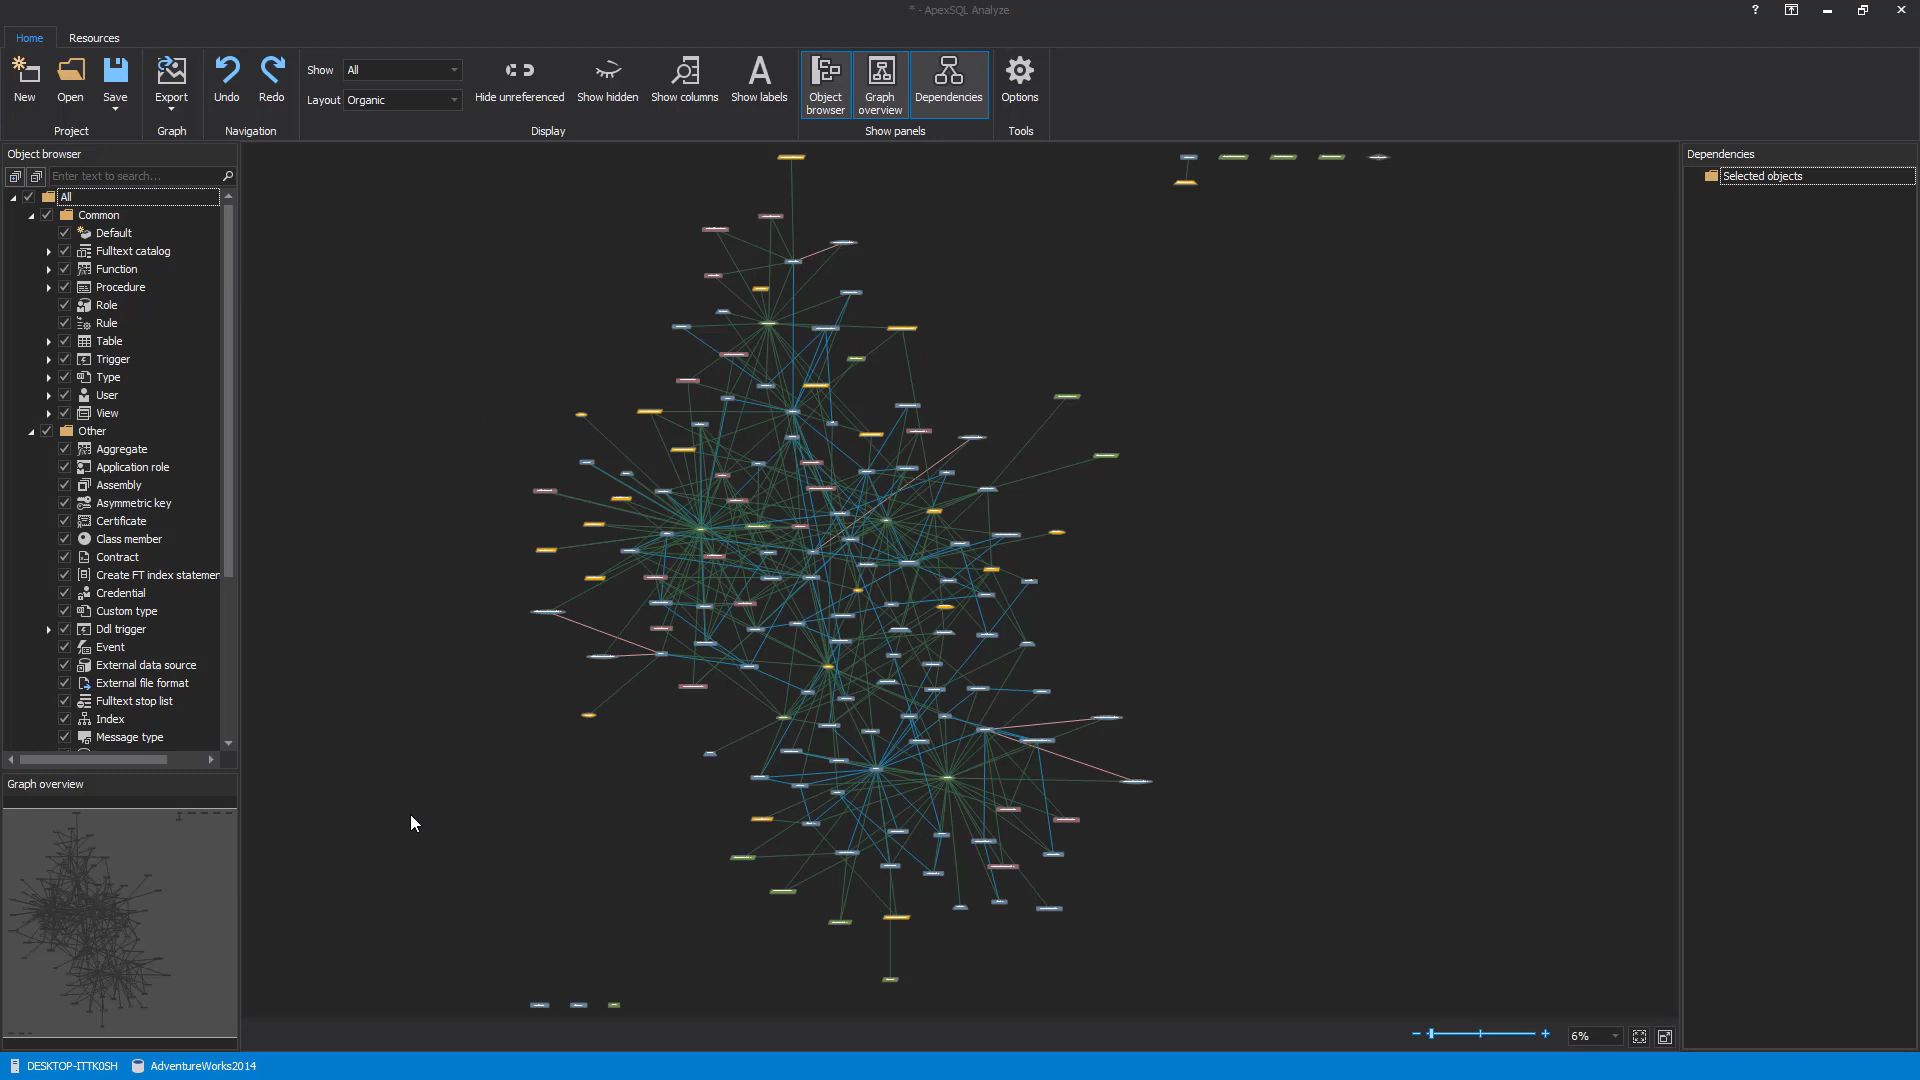 * - ApexSQL Analyze
?
Home
Resources
New
Open
Save
Export
Undo
Redo
Show
All
Layout
Organic
Hide unreferenced
Show hidden
Show columns
Show labels
Object browser
Graph overview
Dependencies
Options
Project
Graph
Navigation
Display
Show panels
Tools
Object browser
Enter text to search...
All
Common
Default
Fulltext catalog
Function
Procedure
Role
Rule
Table
Trigger
Type
User
View
Other
Aggregate
Application role
Assembly
Asymmetric key
Certificate
Class member
Contract
Create FT index statemen
Credential
Custom type
Ddl trigger
Event
External data source
External file format
Fulltext stop list
Index
Message type
Graph overview
Dependencies
Selected objects
6%
DESKTOP-ITTK0SH
AdventureWorks2014